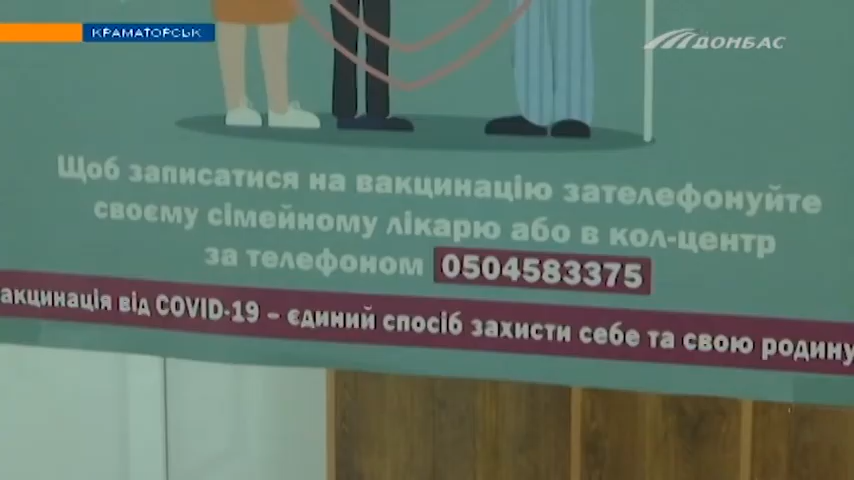 КРАМАТОРСЬК
ДОНБАС
Щоб записатися на вакцинацію зателефонуйте
своєму сімейному лікарю або в кол-центр
за телефоном 0504583375
акцинація від COVID-19 – єдиний спосіб захисти себе та свою родину